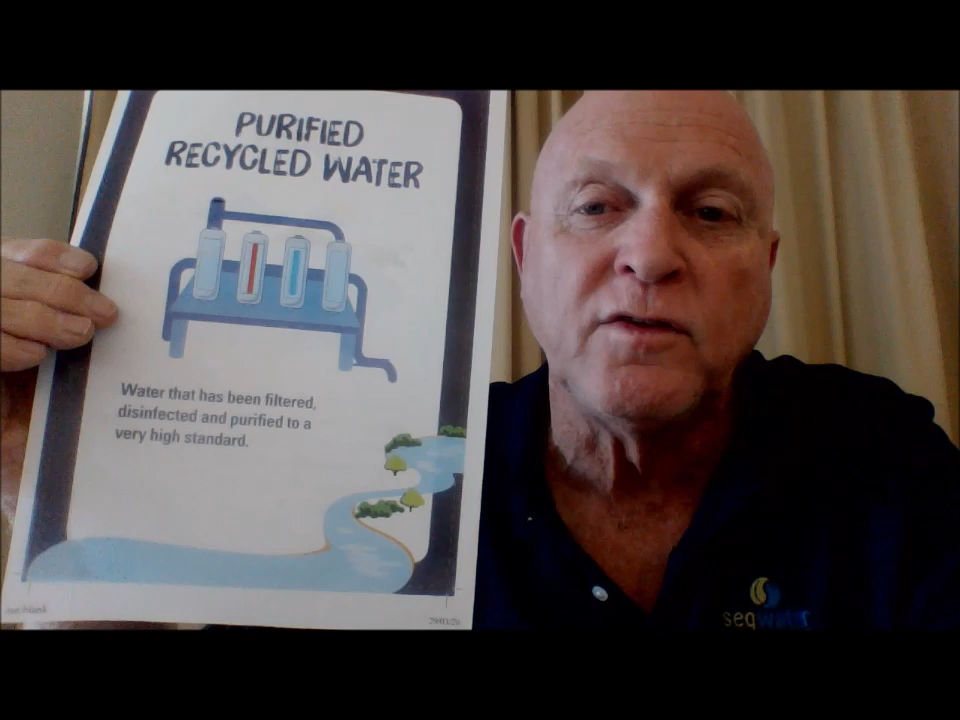 PURIFIED
RECYCLED WATER
Water that has been filtered,
disinfected and purified to a
very high standard.
seqwater